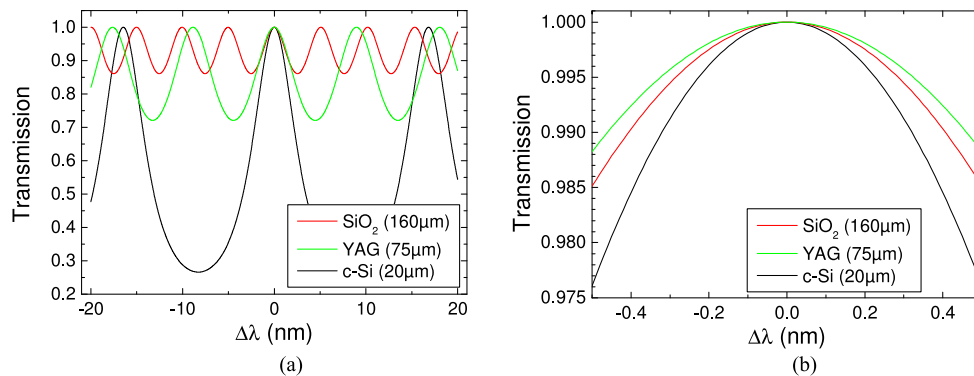 1.0
0.9
0.8
0.7
0.6
0.5
0.4
0.3
0.2
Transmission
-20 -10 0 10 20
Δλ (nm)
SiO₂ (160μm)
YAG (75μm)
c-Si (20μm)
(a)
1.000
0.995
0.990
0.985
0.980
0.975
Transmission
-0.4 -0.2 0.0 0.2 0.4
Δλ (nm)
SiO₂ (160μm)
YAG (75μm)
c-Si (20μm)
(b)